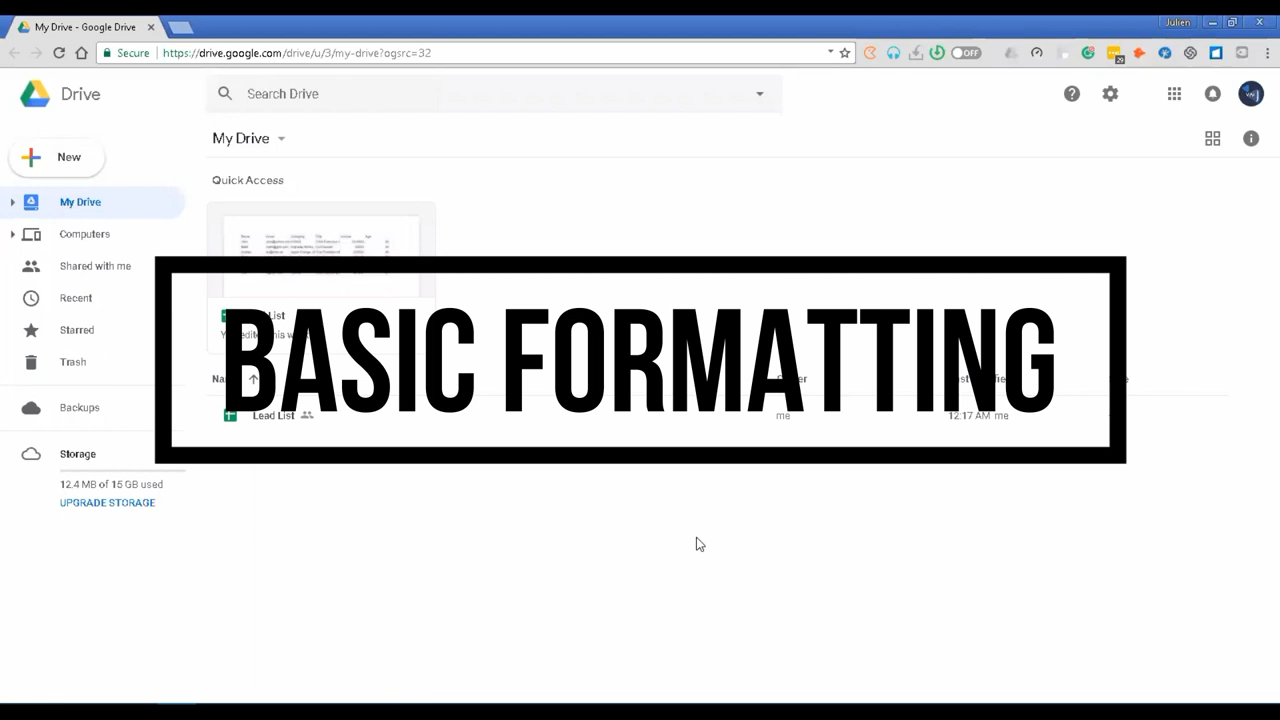 My Drive - Google Drive
Julien
Secure
https://drive.google.com/drive/u/3/my-drive?ogsrc=32
OFF
29
Drive
Search Drive
New
My Drive
My Drive
Quick Access
Computers
Shared with me
Recent
Starred
Trash
Backups
Storage
12.4 MB of 15 GB used
UPGRADE STORAGE
BASIC FORMATTING
Lead List
me
12:17 AM me